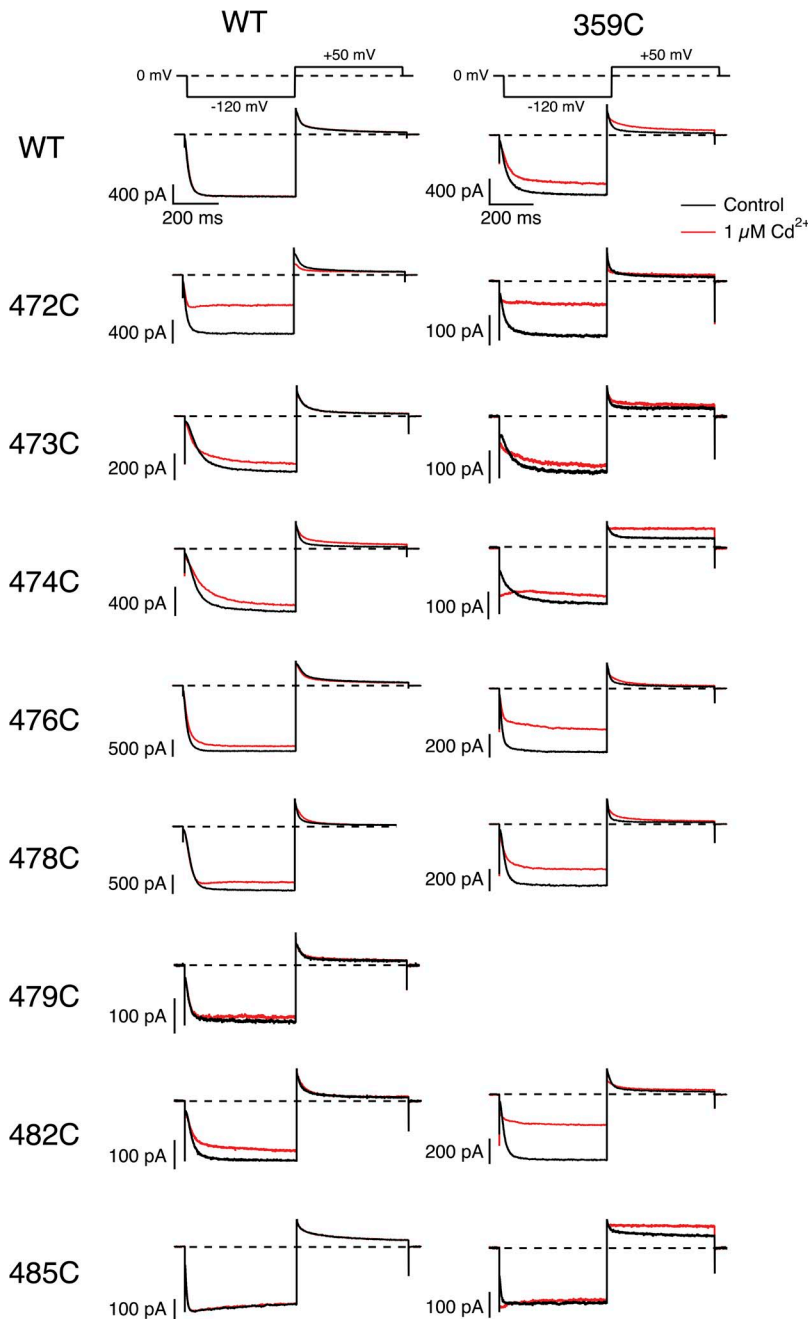 WT 359C
+50 mV +50 mV
0 mV 0 mV
-120 mV -120 mV
WT
400 pA 400 pA
200 ms 200 ms
Control
1 µM Cd²⁺
472C
400 pA 100 pA
473C
200 pA 100 pA
474C
400 pA 100 pA
476C
500 pA 200 pA
478C
500 pA 200 pA
479C
100 pA
482C
100 pA 200 pA
485C
100 pA 100 pA